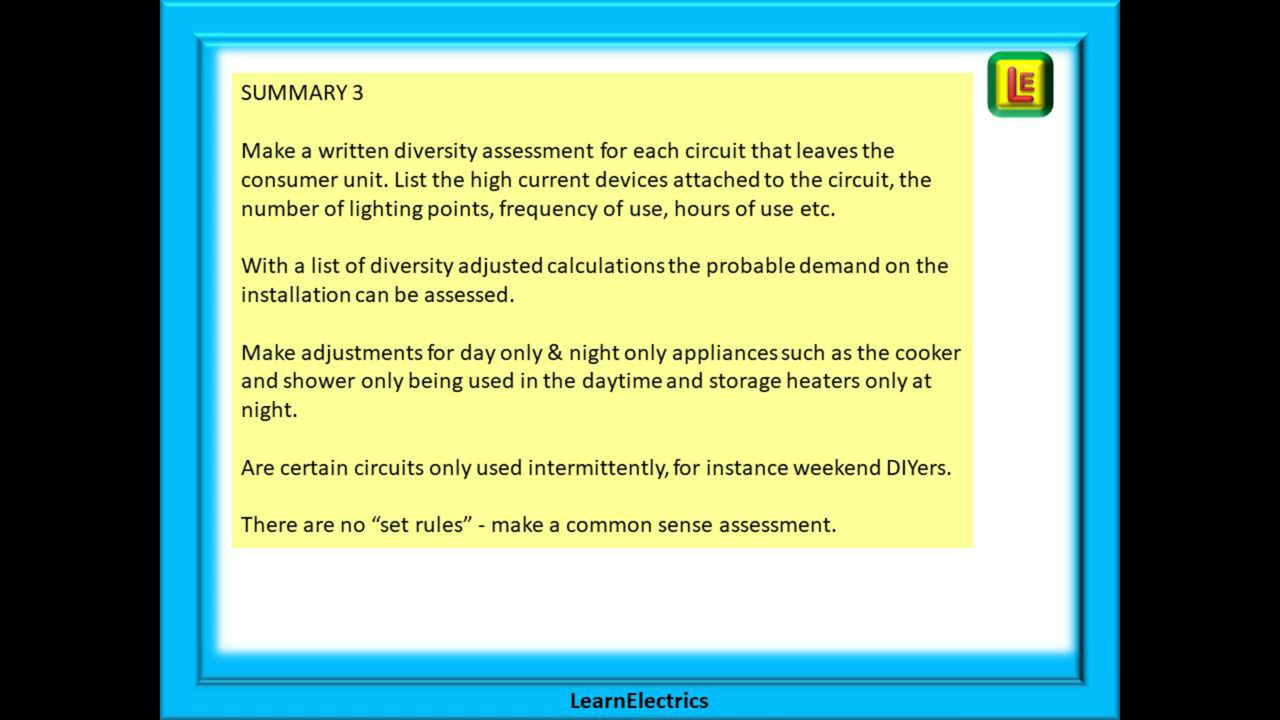 LE
SUMMARY 3
Make a written diversity assessment for each circuit that leaves the
consumer unit. List the high current devices attached to the circuit, the
number of lighting points, frequency of use, hours of use etc.
With a list of diversity adjusted calculations the probable demand on the
installation can be assessed.
Make adjustments for day only & night only appliances such as the cooker
and shower only being used in the daytime and storage heaters only at
night.
Are certain circuits only used intermittently, for instance weekend DIYers.
There are no “set rules” - make a common sense assessment.
LearnElectrics